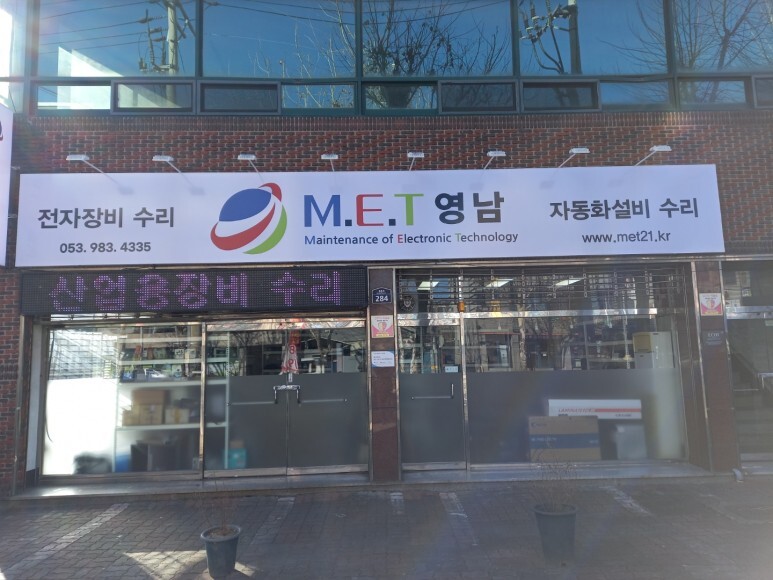 전자장비 수리
053. 983. 4335
M.E.T 영남
Maintenance of Electronic Technology
자동화설비 수리
www.met21.kr
산업용장비 수리
284